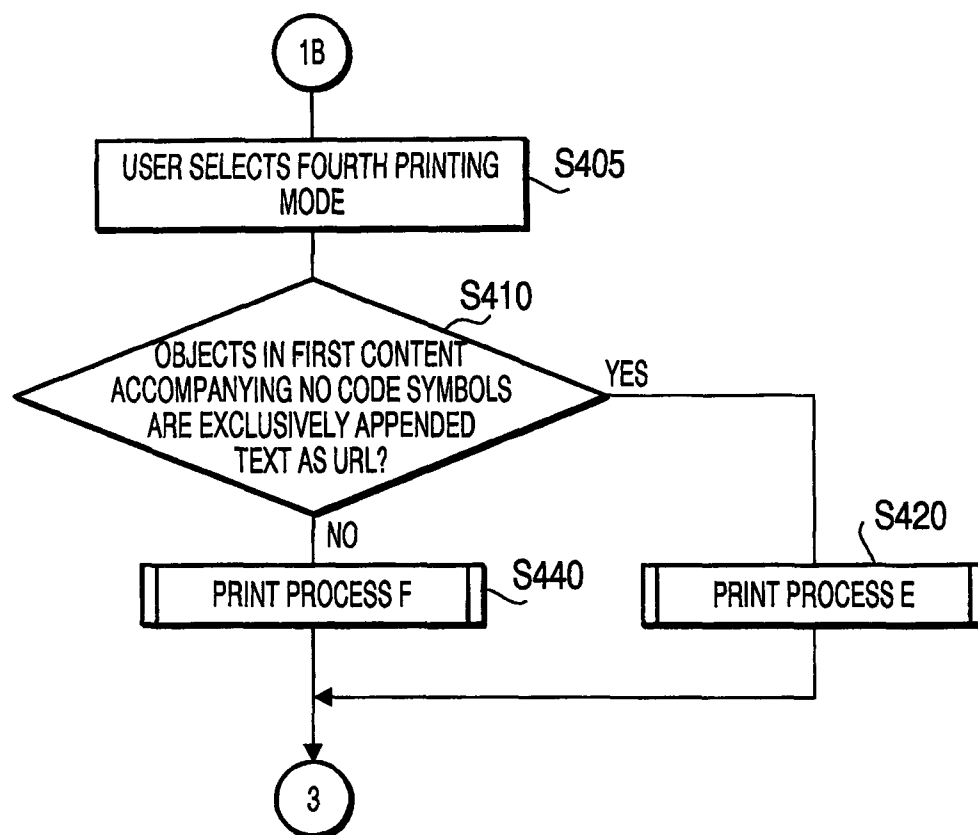 1B
USER SELECTS FOURTH PRINTING
MODE
S405
S410
OBJECTS IN FIRST CONTENT
ACCOMPANYING NO CODE SYMBOLS
ARE EXCLUSIVELY APPENDED
TEXT AS URL?
YES
NO
S420
S440
PRINT PROCESS F
PRINT PROCESS E
3